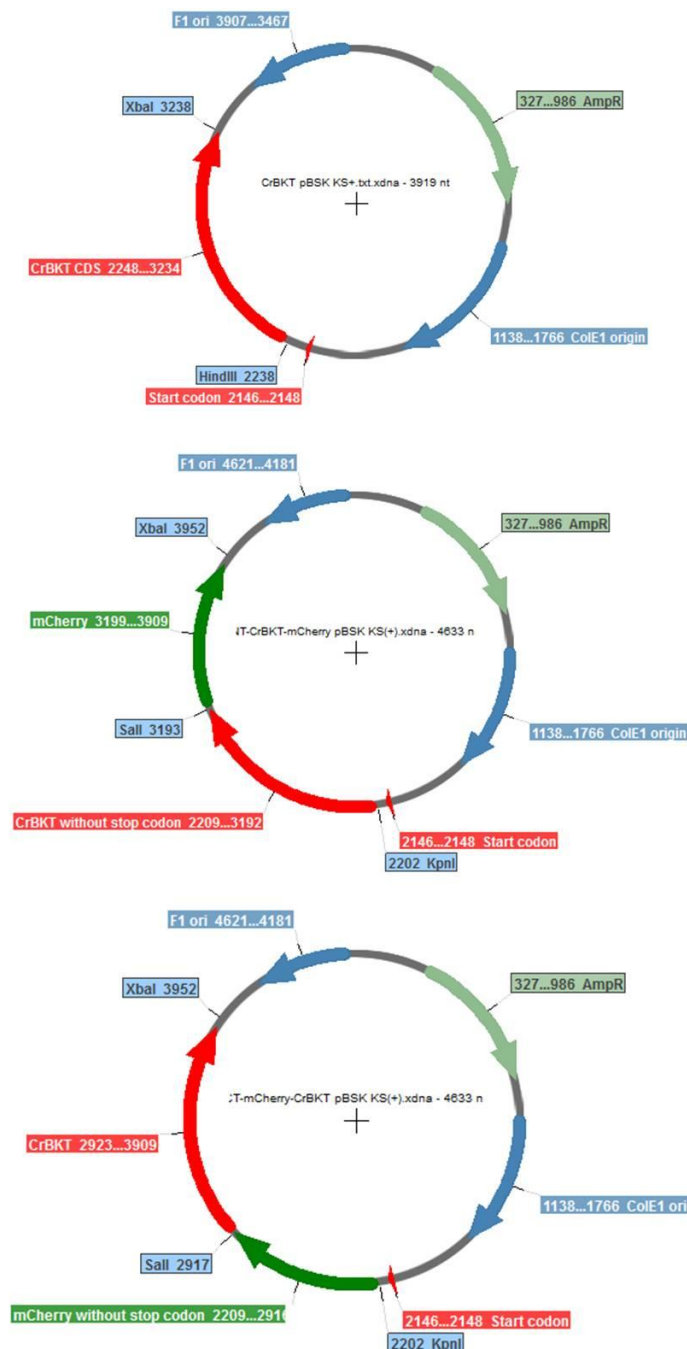 F1 ori 3907...3467
327...986 AmpR
XbaI 3238
CrBKT pBSK KS+.txt.xdna - 3919 nt
CrBKT CDS 2248...3234
1138...1766 ColE1 origin
HindIII 2238
Start codon 2146...2148
F1 ori 4621...4181
XbaI 3952
327...986 AmpR
mCherry 3199...3909
NT-CrBKT-mCherry pBSK KS(+).xdna - 4633 n
SalI 3193
1138...1766 ColE1 origin
CrBKT without stop codon 2209...3192
2146...2148 Start codon
2202 KpnI
F1 ori 4621...4181
XbaI 3952
327...986 AmpR
CT-mCherry-CrBKT pBSK KS(+).xdna - 4633 n
CrBKT 2923...3909
1138...1766 ColE1 ori
SalI 2917
mCherry without stop codon 2209...2916
2146...2148 Start codon
2202 KpnI